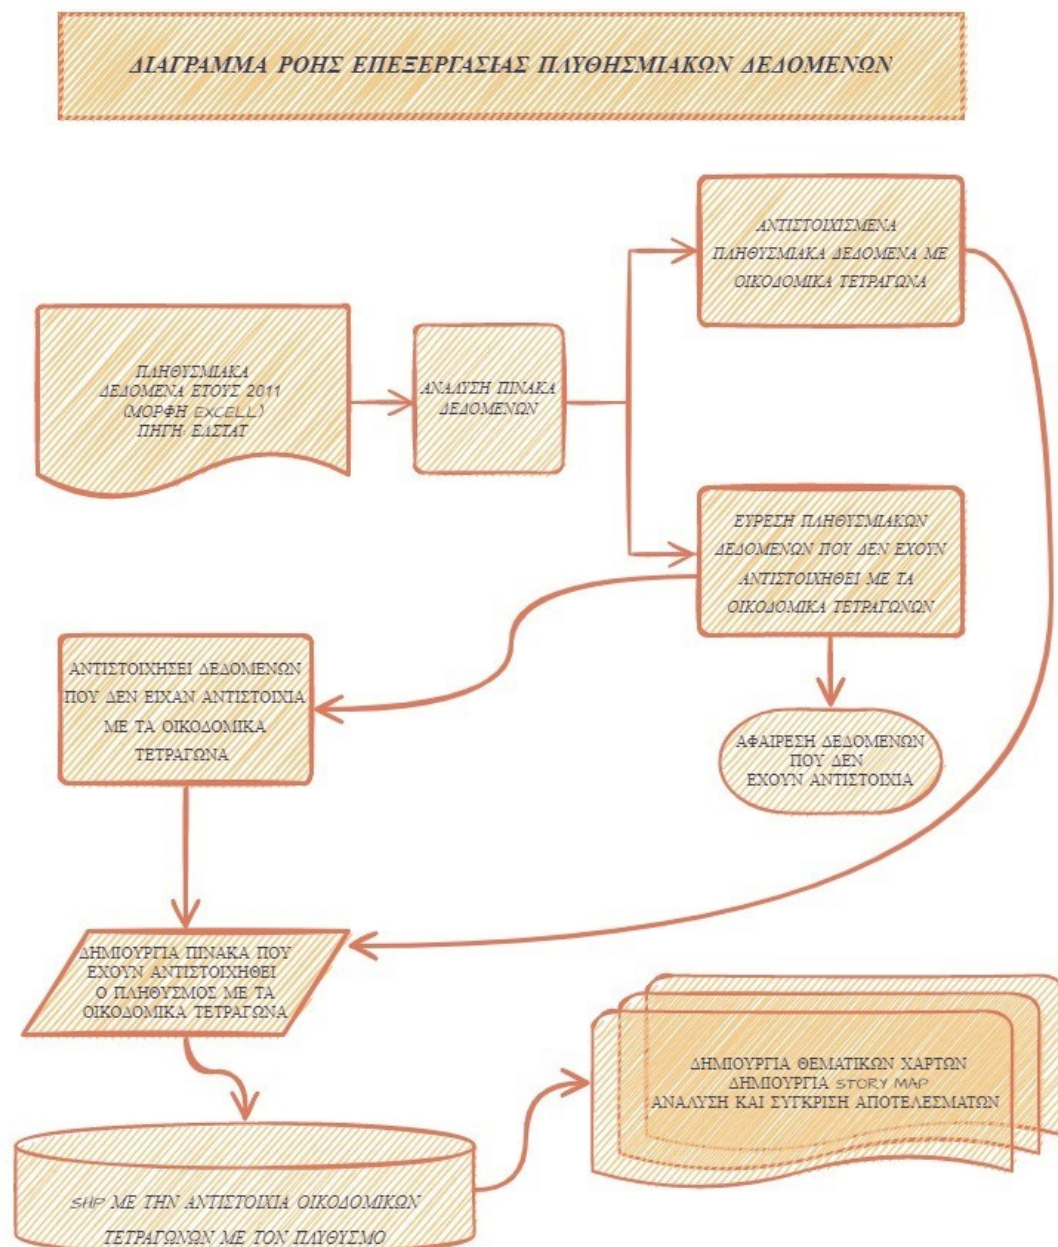 ΔΙΑΓΡΑΜΜΑ ΡΟΗΣ ΕΠΕΞΕΡΓΑΣΙΑΣ ΠΛΥΘΗΣΜΙΑΚΩΝ ΔΕΔΟΜΕΝΩΝ
ΑΝΤΙΣΤΟΙΧΙΣΜΕΝΑ
ΠΛΗΘΥΣΜΙΑΚΑ ΔΕΔΟΜΕΝΑ ΜΕ
ΟΙΚΟΔΟΜΙΚΑ ΤΕΤΡΑΓΩΝΑ
ΠΛΗΘΥΣΜΙΑΚΑ
ΔΕΔΟΜΕΝΑ ΕΤΟΥΣ 2011
(ΜΟΡΦΗ EXCELL)
ΠΗΓΗ: ΕΛΣΤΑΤ
ΑΝΑΛΥΣΗ ΠΙΝΑΚΑ
ΔΕΔΟΜΕΝΩΝ
ΕΥΡΕΣΗ ΠΛΗΘΥΣΜΙΑΚΩΝ
ΔΕΔΟΜΕΝΩΝ ΠΟΥ ΔΕΝ ΕΧΟΥΝ
ΑΝΤΙΣΤΟΙΧΗΘΕΙ ΜΕ ΤΑ
ΟΙΚΟΔΟΜΙΚΑ ΤΕΤΡΑΓΩΝΩΝ
ΑΝΤΙΣΤΟΙΧΗΣΕΙ ΔΕΔΟΜΕΝΩΝ
ΠΟΥ ΔΕΝ ΕΙΧΑΝ ΑΝΤΙΣΤΟΙΧΙΑ
ΜΕ ΤΑ ΟΙΚΟΔΟΜΙΚΑ
ΤΕΤΡΑΓΩΝΑ
ΑΦΑΙΡΕΣΗ ΔΕΔΟΜΕΝΩΝ
ΠΟΥ ΔΕΝ
ΕΧΟΥΝ ΑΝΤΙΣΤΟΙΧΙΑ
ΔΗΜΙΟΥΡΓΙΑ ΠΙΝΑΚΑ ΠΟΥ
ΕΧΟΥΝ ΑΝΤΙΣΤΟΙΧΗΘΕΙ
Ο ΠΛΗΘΥΣΜΟΣ ΜΕ ΤΑ
ΟΙΚΟΔΟΜΙΚΑ ΤΕΤΡΑΓΩΝΑ
ΔΗΜΙΟΥΡΓΙΑ ΘΕΜΑΤΙΚΩΝ ΧΑΡΤΩΝ
ΔΗΜΙΟΥΡΓΙΑ STORY MAP
ΑΝΑΛΥΣΗ ΚΑΙ ΣΥΓΚΡΙΣΗ ΑΠΟΤΕΛΕΣΜΑΤΩΝ
SHP ΜΕ ΤΗΝ ΑΝΤΙΣΤΟΙΧΙΑ ΟΙΚΟΔΟΜΙΚΩΝ
ΤΕΤΡΑΓΩΝΩΝ ΜΕ ΤΟΝ ΠΛΥΘΥΣΜΟ